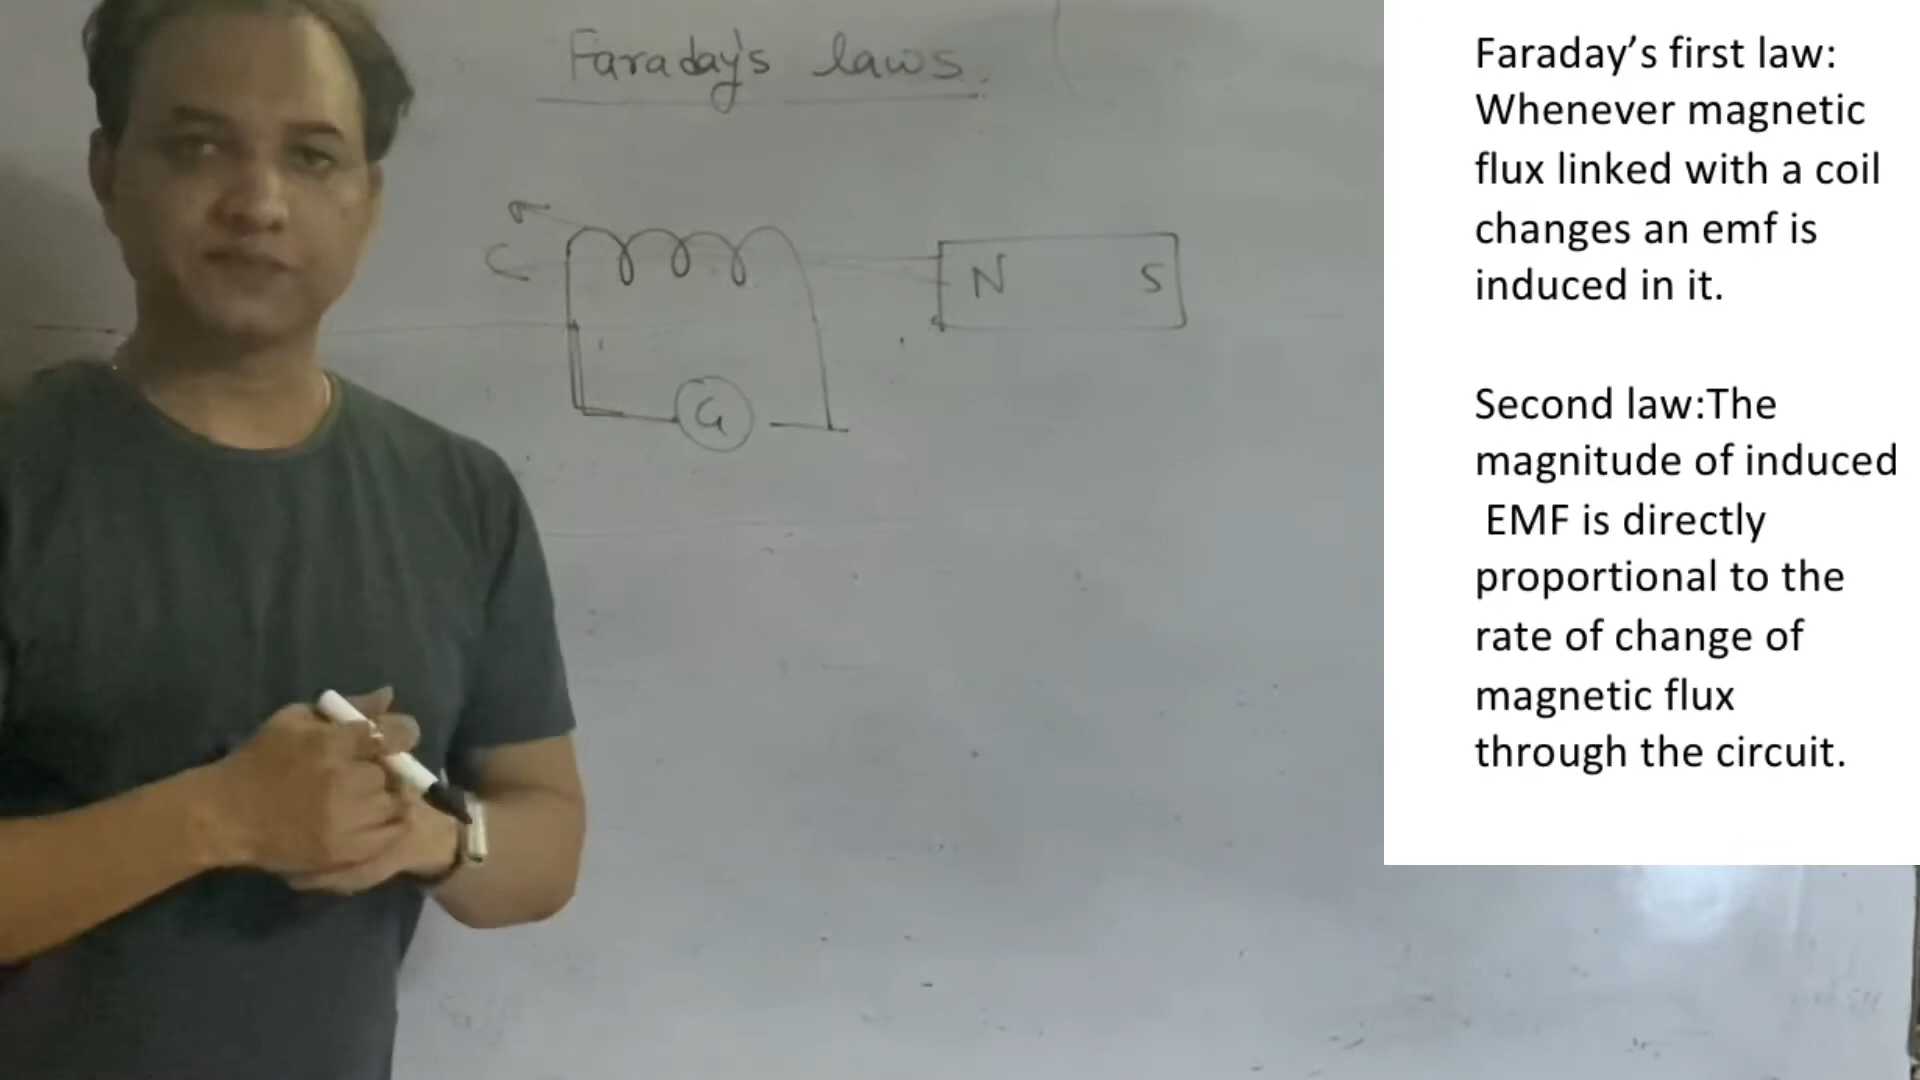 Faraday's laws.
N S
G
Faraday’s first law:
Whenever magnetic
flux linked with a coil
changes an emf is
induced in it.
Second law:The
magnitude of induced
EMF is directly
proportional to the
rate of change of
magnetic flux
through the circuit.